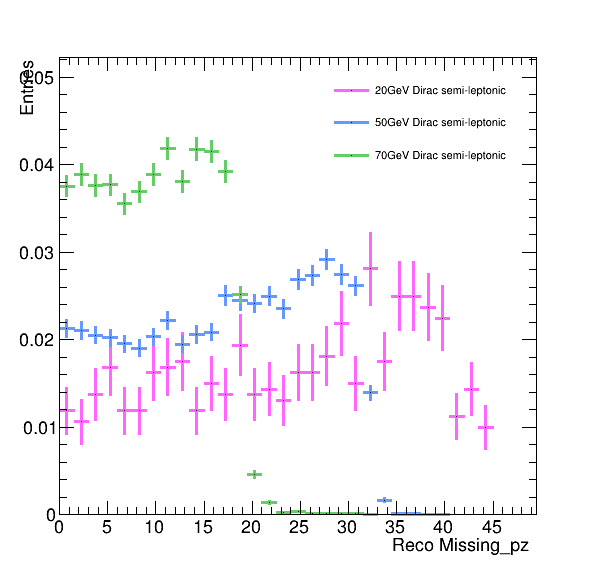 Entries
0.05
0.04
0.03
0.02
0.01
0
20GeV Dirac semi-leptonic
50GeV Dirac semi-leptonic
70GeV Dirac semi-leptonic
0 5 10 15 20 25 30 35 40 45
Reco Missing_pz